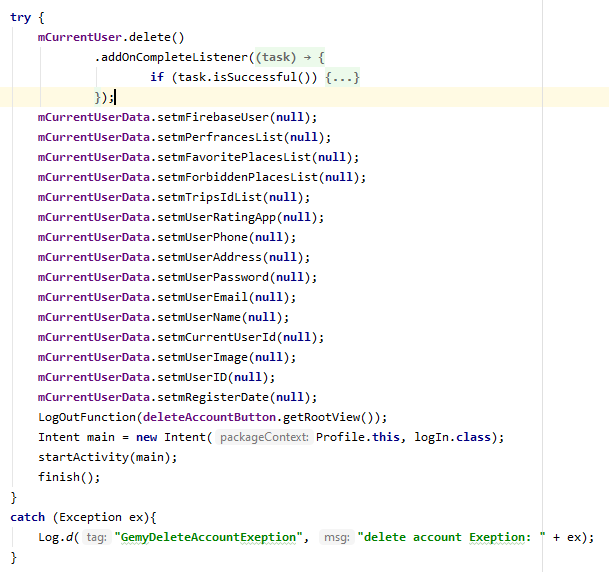 try {
mCurrentUser.delete()
.addOnCompleteListener((task) → {
if (task.isSuccessful()) {...}
});
mCurrentUserData.setmFirebaseUser(null);
mCurrentUserData.setmPerfrancesList(null);
mCurrentUserData.setmFavoritePlacesList(null);
mCurrentUserData.setmForbiddenPlacesList(null);
mCurrentUserData.setmTripsIdList(null);
mCurrentUserData.setmUserRatingApp(null);
mCurrentUserData.setmUserPhone(null);
mCurrentUserData.setmUserAddress(null);
mCurrentUserData.setmUserPassword(null);
mCurrentUserData.setmUserEmail(null);
mCurrentUserData.setmUserName(null);
mCurrentUserData.setmCurrentUserId(null);
mCurrentUserData.setmUserImage(null);
mCurrentUserData.setmUserID(null);
mCurrentUserData.setmRegisterDate(null);
LogOutFunction(deleteAccountButton.getRootView());
Intent main = new Intent( packageContext: Profile.this, logIn.class);
startActivity(main);
finish();
}
catch (Exception ex){
Log.d( tag: "GemyDeleteAccountExeption", msg: "delete account Exeption: " + ex);
}